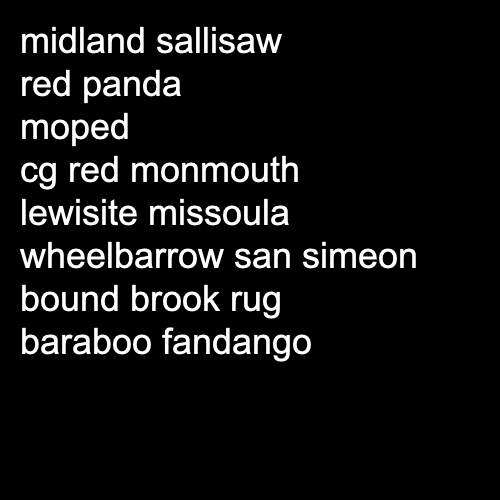 midland sallisaw
red panda
moped
cg red monmouth
lewisite missoula
wheelbarrow san simeon
bound brook rug
baraboo fandango